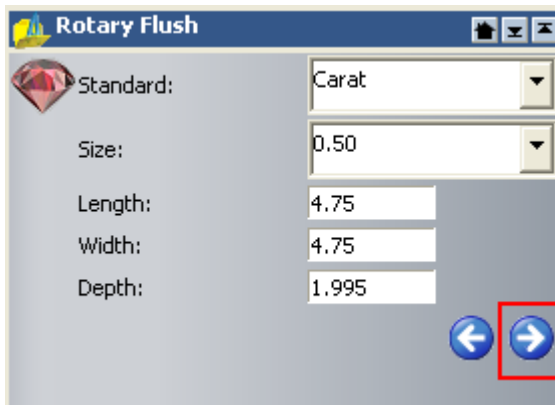 Rotary Flush
Standard: Carat
Size: 0.50
Length: 4.75
Width: 4.75
Depth: 1.995